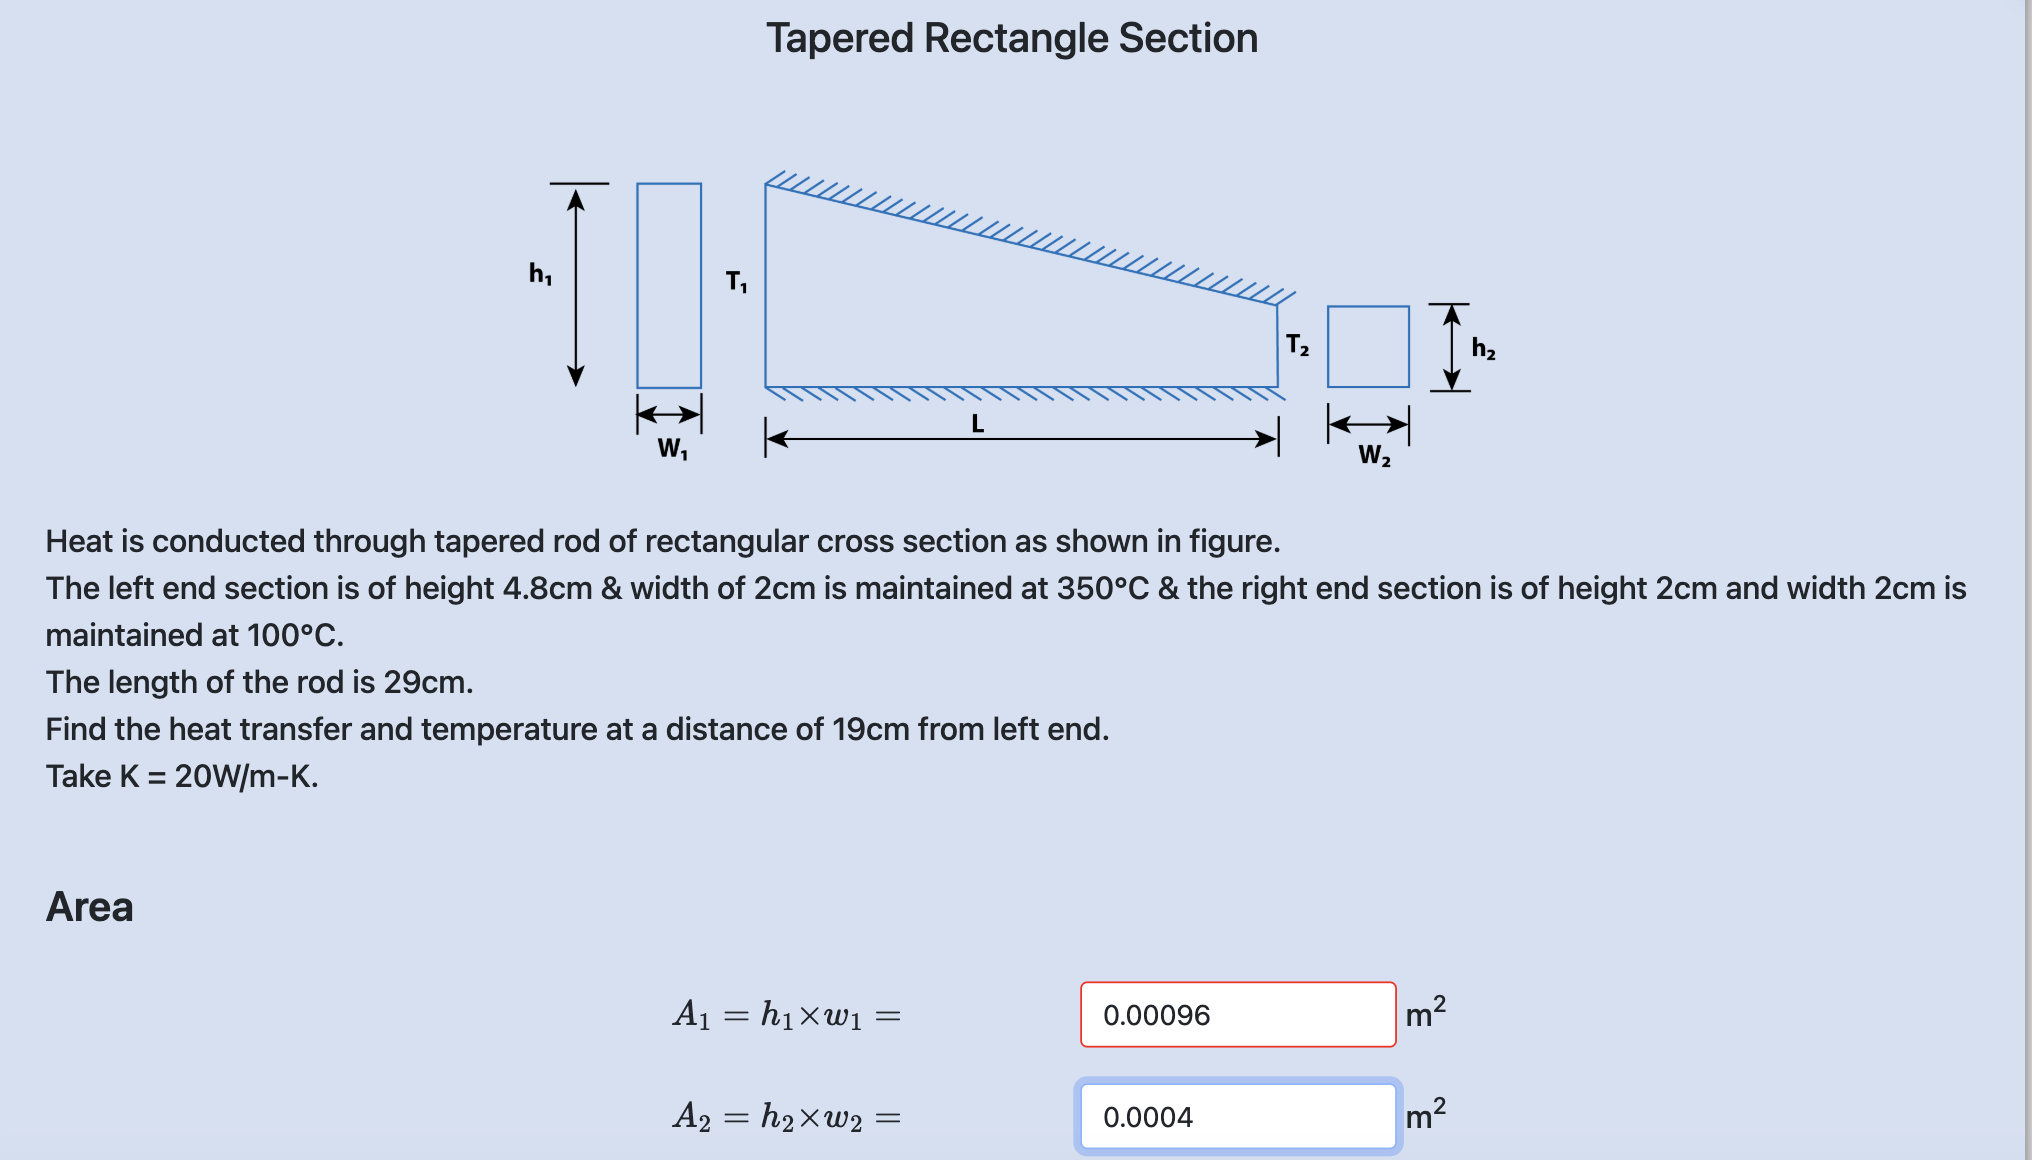 Tapered Rectangle Section
h₁
T₁
T₂
h₂
L
W₁
W₂
Heat is conducted through tapered rod of rectangular cross section as shown in figure.
The left end section is of height 4.8cm & width of 2cm is maintained at 350°C & the right end section is of height 2cm and width 2cm is
maintained at 100°C.
The length of the rod is 29cm.
Find the heat transfer and temperature at a distance of 19cm from left end.
Take K = 20W/m-K.
Area
A₁ = h₁×w₁ = 0.00096 m²
A₂ = h₂×w₂ = 0.0004 m²